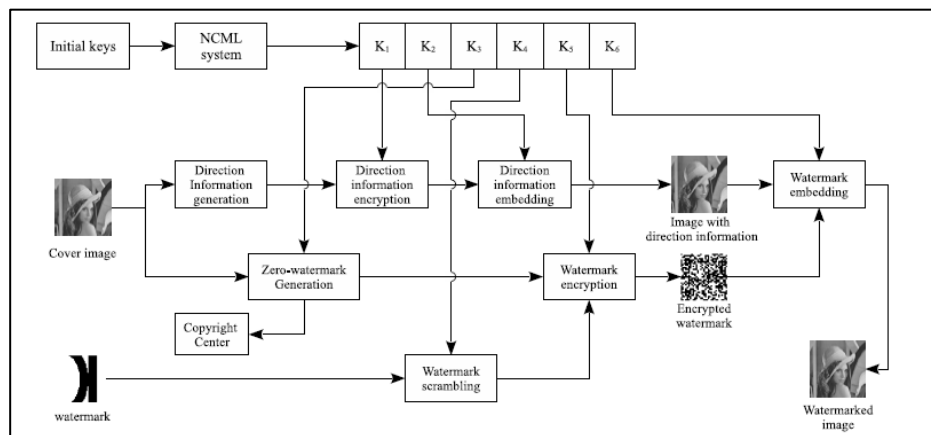 Initial keys
NCML
system
K1
K2
K3
K4
K5
K6
Direction
Information
generation
Direction
information
encryption
Direction
information
embedding
Watermark
embedding
Cover image
Image with
direction information
Zero-watermark
Generation
Watermark
encryption
Encrypted
watermark
Copyright
Center
Watermark
scrambling
watermark
Watermarked
image